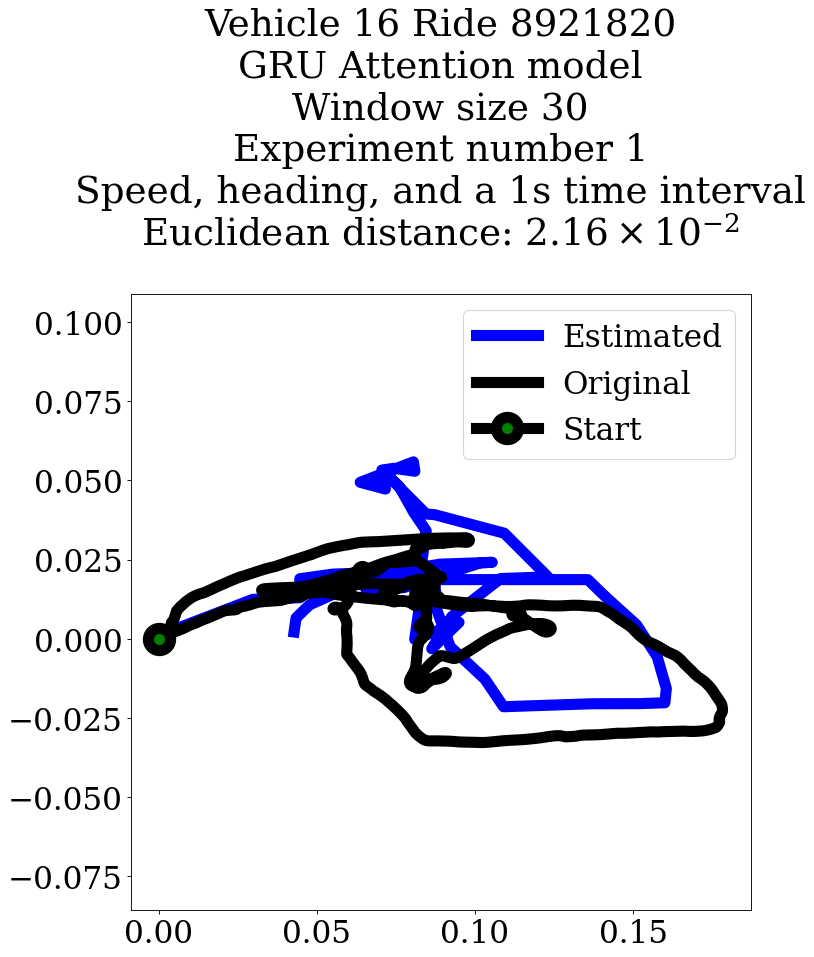 Vehicle 16 Ride 8921820
GRU Attention model
Window size 30
Experiment number 1
Speed, heading, and a 1s time interval
Euclidean distance: 2.16 × 10⁻²
Estimated
Original
Start
0.100
0.075
0.050
0.025
0.000
−0.025
−0.050
−0.075
0.00 0.05 0.10 0.15